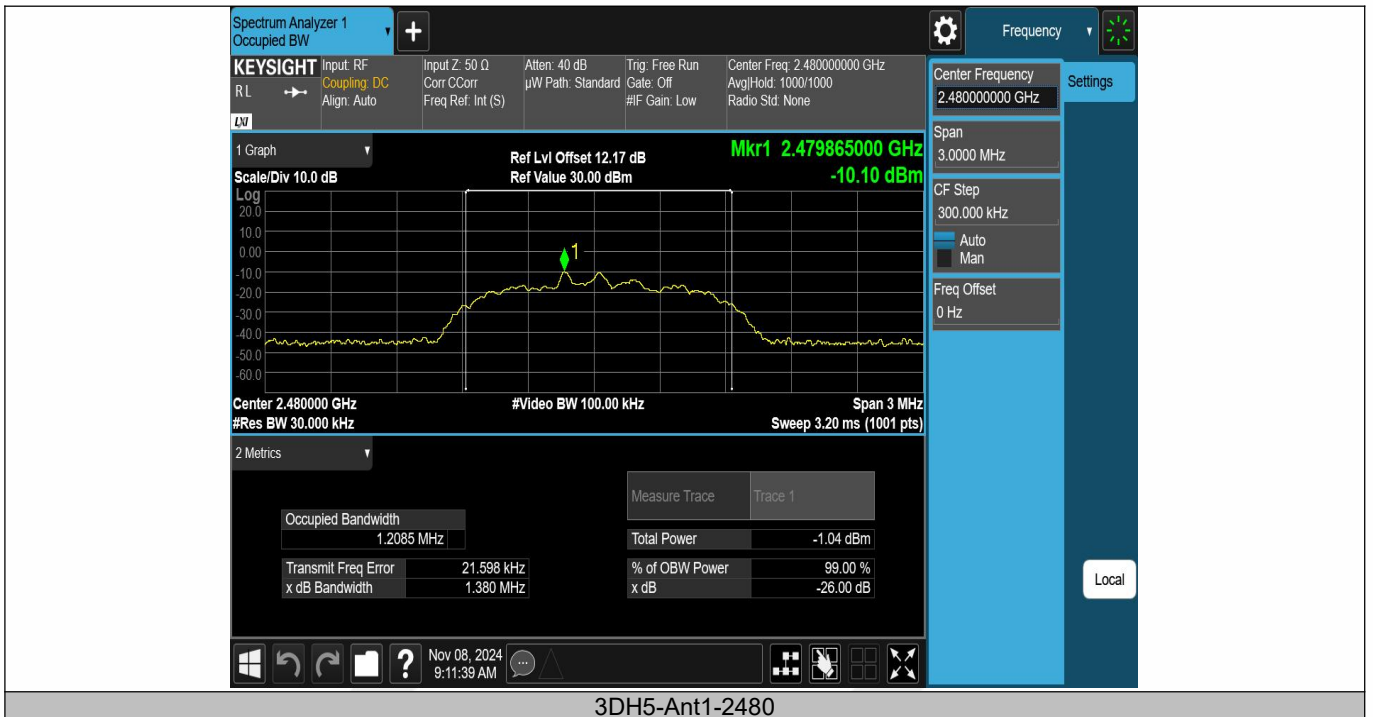 Spectrum Analyzer 1
Occupied BW
+
Frequency
KEYSIGHT
RL
LXI
Input: RF
Coupling: DC
Align: Auto
Input Z: 50 Ω
Corr CCorr
Freq Ref: Int (S)
Atten: 40 dB
µW Path: Standard
Trig: Free Run
Gate: Off
#IF Gain: Low
Center Freq: 2.480000000 GHz
Avg|Hold: 1000/1000
Radio Std: None
Center Frequency
2.480000000 GHz
Settings
Span
3.0000 MHz
CF Step
300.000 kHz
Auto
Man
Freq Offset
0 Hz
Local
1 Graph
Scale/Div 10.0 dB
Ref Lvl Offset 12.17 dB
Ref Value 30.00 dBm
Mkr1 2.479865000 GHz
-10.10 dBm
Log
20.0
10.0
0.00
-10.0
-20.0
-30.0
-40.0
-50.0
-60.0
1
Center 2.480000 GHz
#Video BW 100.00 kHz
Span 3 MHz
#Res BW 30.000 kHz
Sweep 3.20 ms (1001 pts)
2 Metrics
Measure Trace Trace 1
Occupied Bandwidth
1.2085 MHz
Total Power -1.04 dBm
Transmit Freq Error 21.598 kHz
% of OBW Power 99.00 %
x dB Bandwidth 1.380 MHz
x dB -26.00 dB
?
Nov 08, 2024
9:11:39 AM
3DH5-Ant1-2480